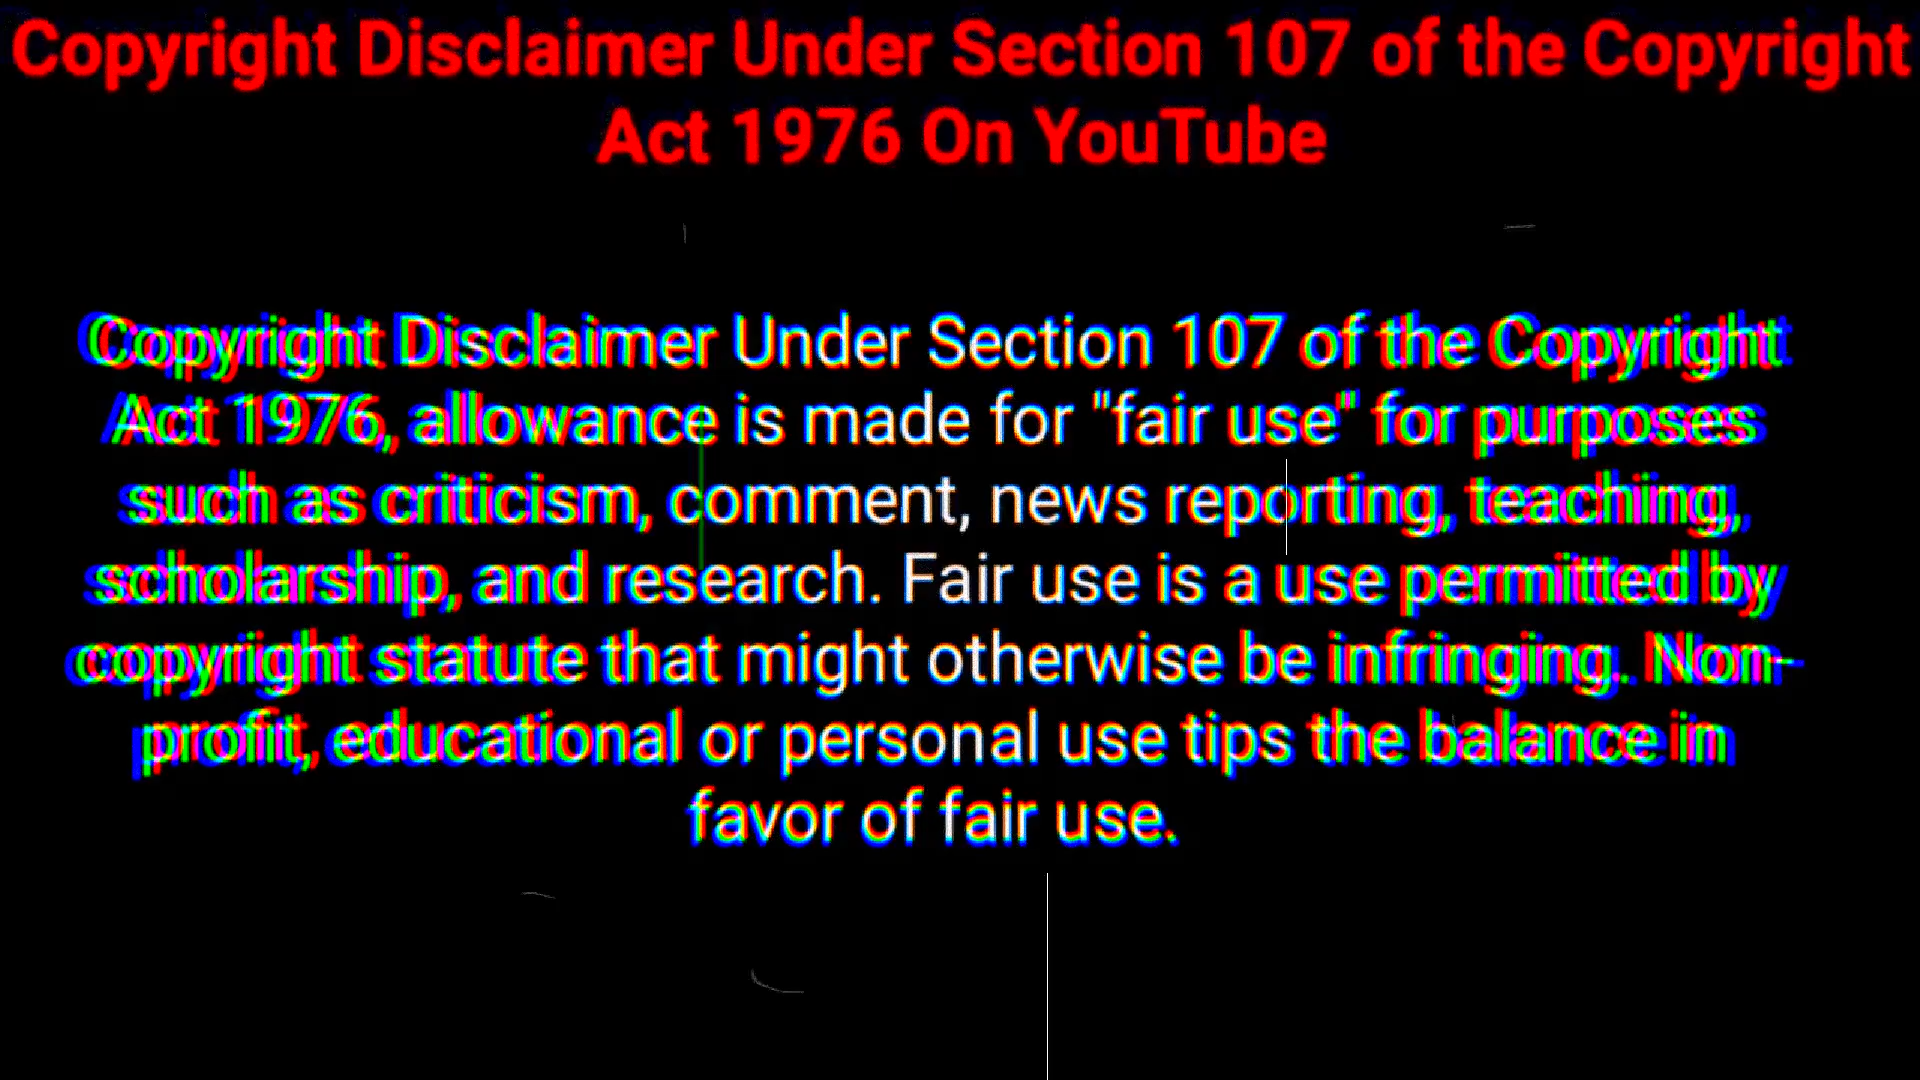 Copyright Disclaimer Under Section 107 of the Copyright
Act 1976 On YouTube
Copyright Disclaimer Under Section 107 of the Copyright
Act 1976, allowance is made for "fair use" for purposes
such as criticism, comment, news reporting, teaching,
scholarship, and research. Fair use is a use permitted by
copyright statute that might otherwise be infringing. Non-
profit, educational or personal use tips the balance in
favor of fair use.